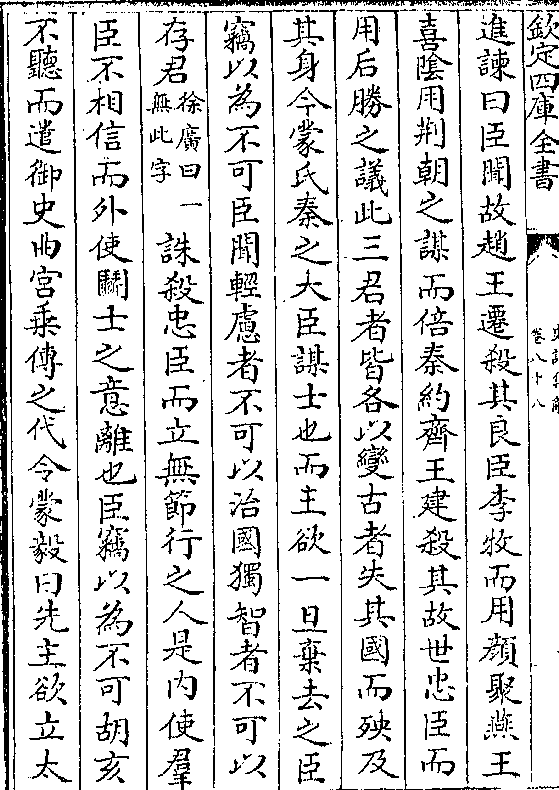 欽定四庫全書
卷八十八
進諫曰臣聞故趙王遷殺其良臣李牧而用顔聚燕王
喜陰用荆軻之謀而倍秦約齊王建殺其故世忠臣而
用后勝之議此三君者皆各以變古者失其國而殃及
其身今蒙氏秦之大臣謀士也而主欲一旦棄去之臣
竊以為不可臣聞輕慮者不可以治國獨智者不可以
存君徐廣曰一無此字誅殺忠臣而立無節行之人是内使羣
臣不相信而外使鬭士之意離也臣竊以為不可胡亥
不聽而遣御史曲宫乘傳之代令蒙毅曰先主欲立太